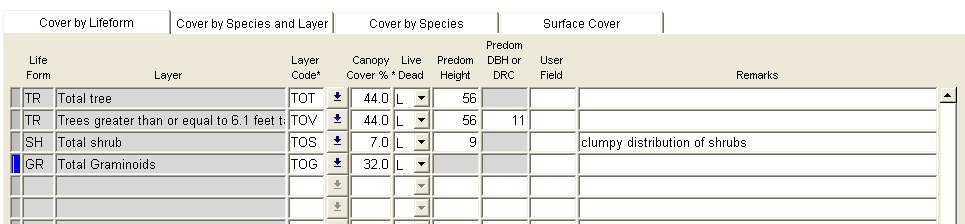 Cover by Lifeform Cover by Species and Layer Cover by Species Surface Cover
Life Form Layer Layer Code* Canopy Cover % * Live Dead Predom Height Predom DBH or DRC User Field Remarks
TR Total tree TOT 44.0 L 56
TR Trees greater than or equal to 6.1 feet t TOV 44.0 L 56 11
SH Total shrub TOS 7.0 L 9 clumpy distribution of shrubs
GR Total Graminoids TOG 32.0 L